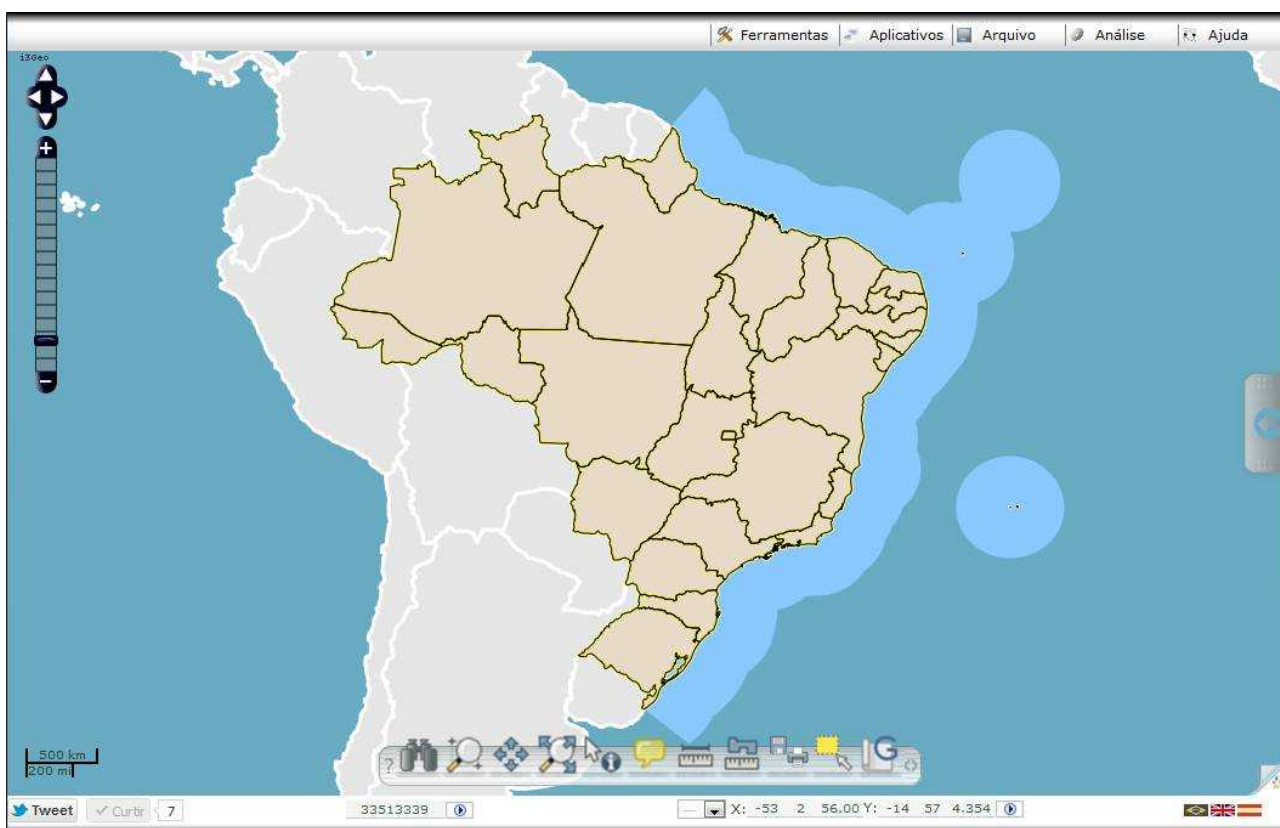 Ferramentas Aplicativos Arquivo Análise Ajuda
i3Geo
500 km
200 mi
?
G
Tweet Curtir 7 33513339 X: -53 2 56.00 Y: -14 57 4.354